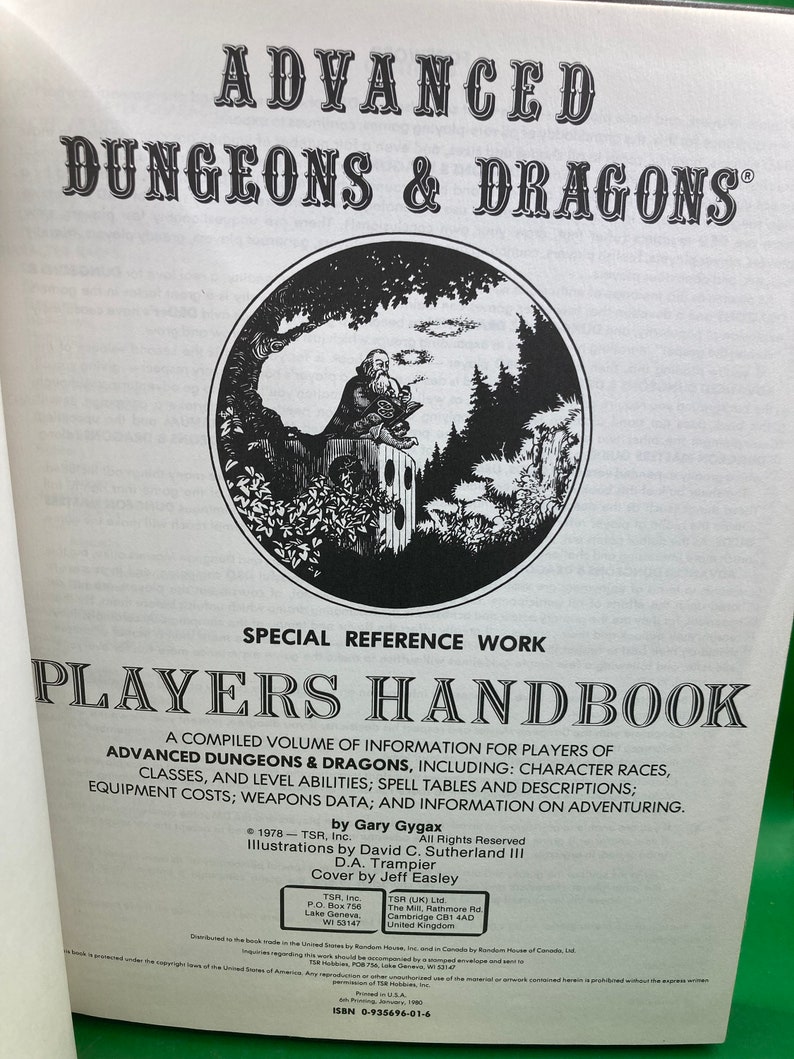 ADVANCED
DUNGEONS & DRAGONS®
SPECIAL REFERENCE WORK
PLAYERS HANDBOOK
A COMPILED VOLUME OF INFORMATION FOR PLAYERS OF
ADVANCED DUNGEONS & DRAGONS, INCLUDING: CHARACTER RACES,
CLASSES, AND LEVEL ABILITIES; SPELL TABLES AND DESCRIPTIONS;
EQUIPMENT COSTS; WEAPONS DATA; AND INFORMATION ON ADVENTURING.
by Gary Gygax
© 1978 — TSR, Inc. All Rights Reserved
Illustrations by David C. Sutherland III
D.A. Trampier
Cover by Jeff Easley
TSR, Inc.
P.O. Box 756
Lake Geneva,
WI 53147
TSR (UK) Ltd.
The Mill, Rathmore Rd.
Cambridge CB1 4AD
United Kingdom
Distributed to the book trade in the United States by Random House, Inc. and in Canada by Random House of Canada, Ltd.
Inquiries regarding this work should be accompanied by a stamped envelope and sent to
TSR Hobbies, POB 756, Lake Geneva, WI 53147
book is protected under the copyright laws of the United States of America. Any reproduction or other unauthorized use of the material or artwork contained herein is prohibited without the express written
permission of TSR Hobbies, Inc.
Printed in U.S.A.
6th Printing, January, 1980
ISBN 0-935696-01-6